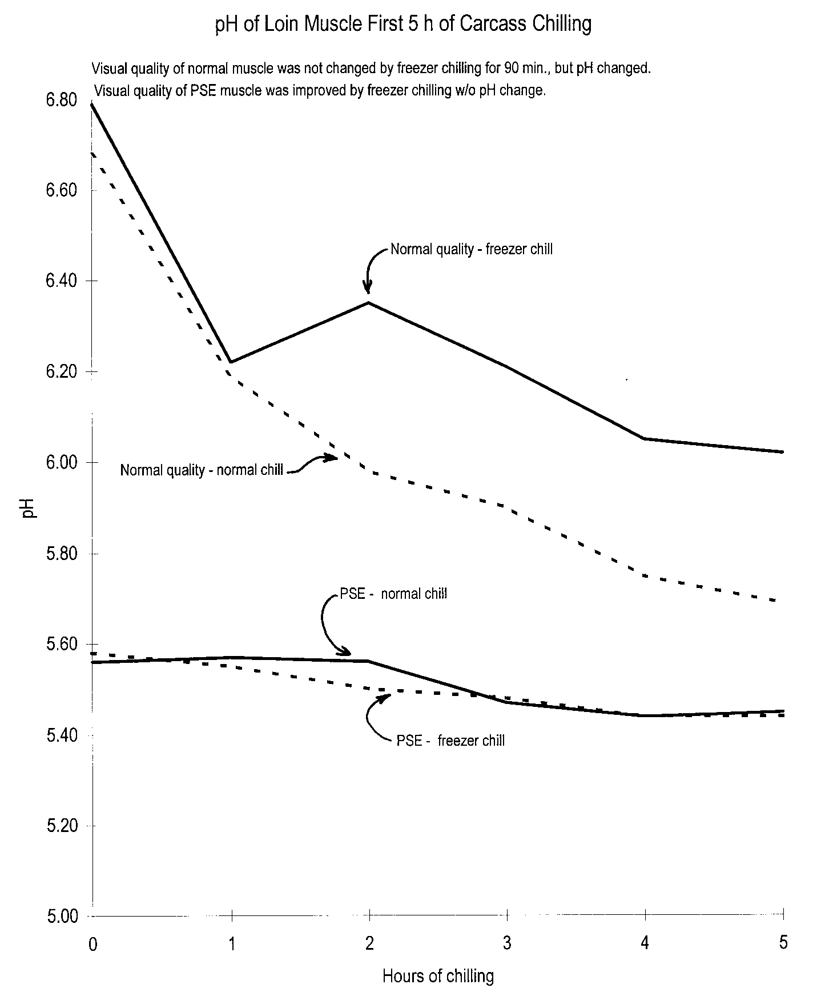 pH of Loin Muscle First 5 h of Carcass Chilling
Visual quality of normal muscle was not changed by freezer chilling for 90 min., but pH changed.
Visual quality of PSE muscle was improved by freezer chilling w/o pH change.
6.80
6.60
Normal quality - freezer chill
6.40
6.20
6.00
Normal quality - normal chill
pH
5.80
PSE -  normal chill
5.60
5.40
PSE -  freezer chill
5.20
5.00
0 1 2 3 4 5
Hours of chilling